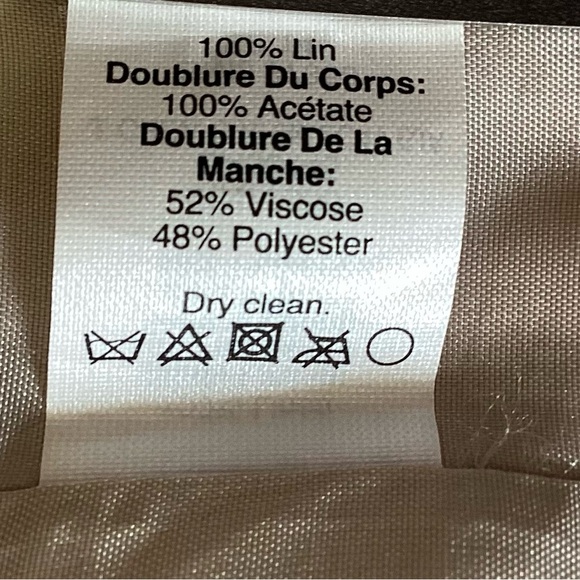 100% Lin
Doublure Du Corps:
100% Acétate
Doublure De La
Manche:
52% Viscose
48% Polyester
Dry clean.